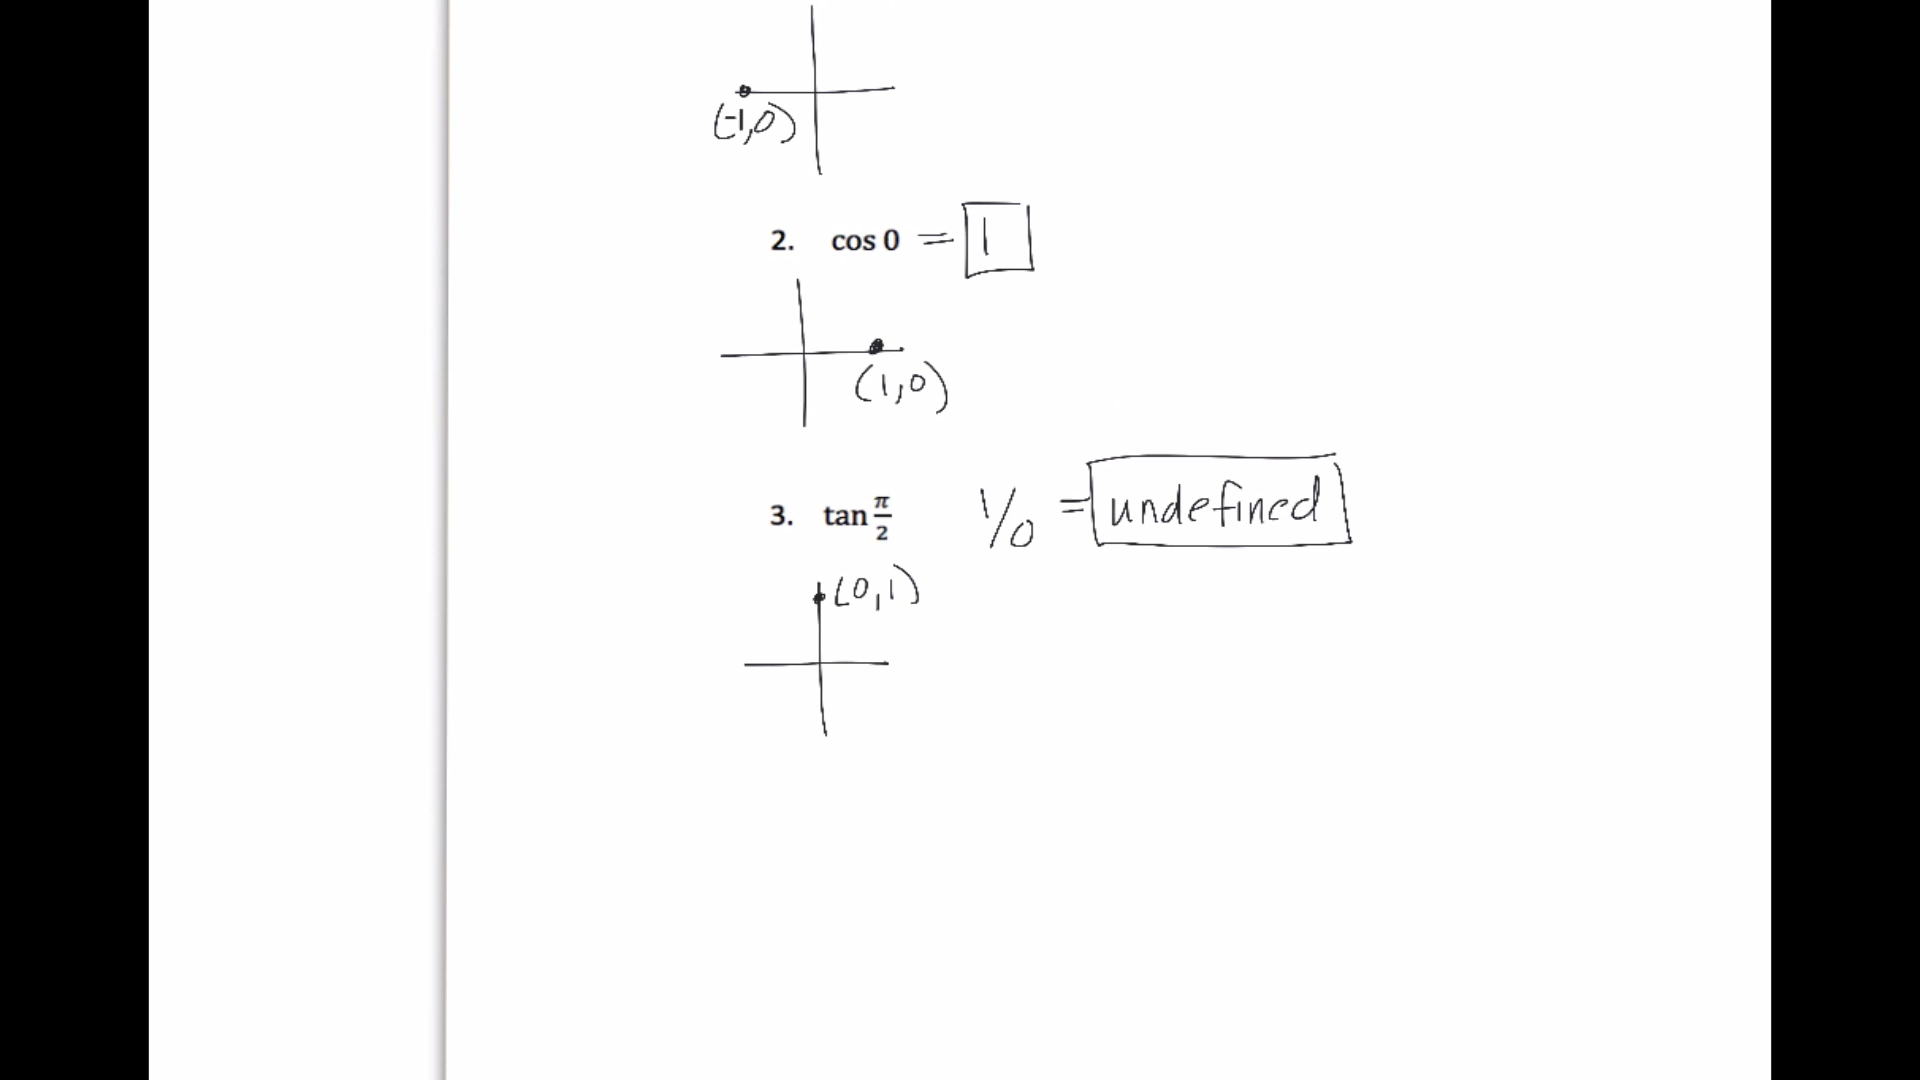 (-1,0)
2. cos 0 = 1
(1,0)
3. tan π/2 1/0 = undefined
(0,1)